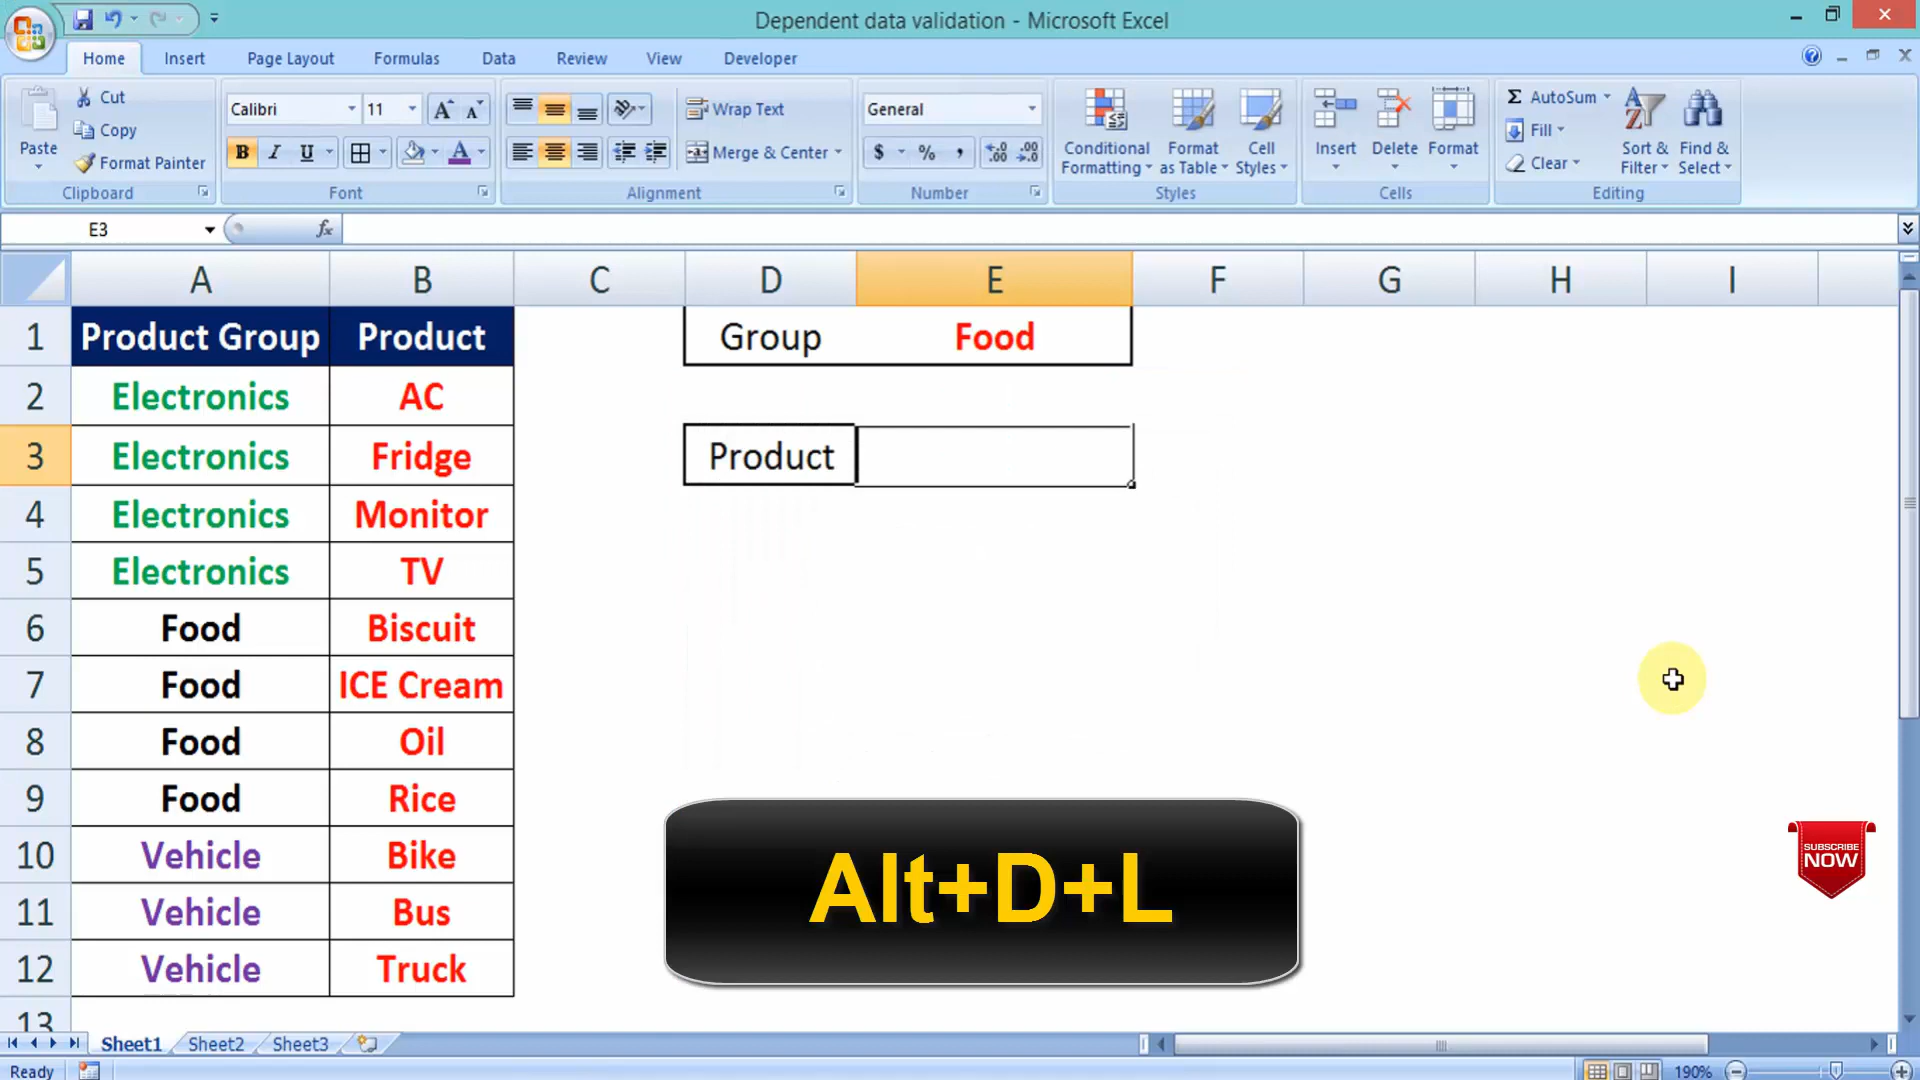 Dependent data validation - Microsoft Excel
Home Insert Page Layout Formulas Data Review View Developer
Paste Cut Copy Format Painter
Clipboard
Calibri 11
B I U
Font
Wrap Text
Merge & Center
Alignment
General
$ % ,
Number
Conditional Formatting
Format as Table
Cell Styles
Styles
Insert Delete Format
Cells
Σ AutoSum
Fill
Clear
Sort & Filter
Find & Select
Editing
E3 fx
A B C D E F G H I
1 Product Group Product Group Food
2 Electronics AC
3 Electronics Fridge Product
4 Electronics Monitor
5 Electronics TV
6 Food Biscuit
7 Food ICE Cream
8 Food Oil
9 Food Rice
10 Vehicle Bike
11 Vehicle Bus
12 Vehicle Truck
13
Alt+D+L
SUBSCRIBE
NOW
Sheet1 Sheet2 Sheet3
Ready 190%